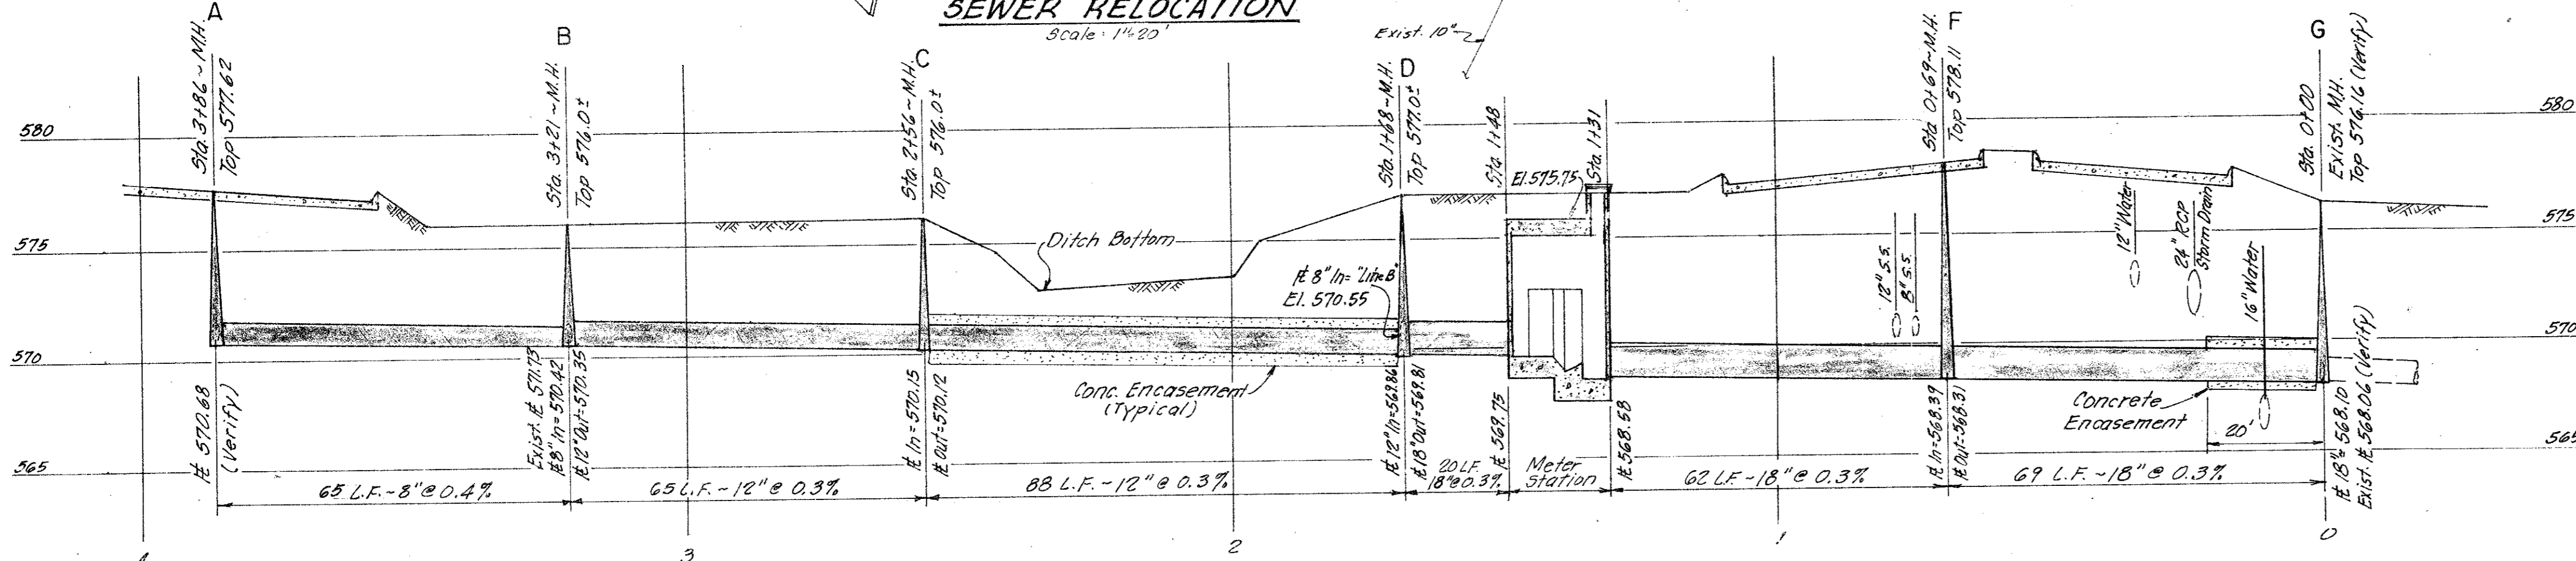 SEWER RELOCATION
Scale: 1"=20'
Exist. 10"
A
Sta. 3+86 ~ M.H.
Top 577.62
B
Sta. 3+21 ~ M.H.
Top 576.0±
C
Sta. 2+56 ~ M.H.
Top 576.0±
D
Sta. 1+68 ~ M.H.
Top 577.0±
Sta. 1+48
Sta. 1+31
F
Sta 0+69 ~ M.H.
Top 578.11
G
Sta. 0+00
Exist. M.H.
Top 576.16 (Verify)
580
580
575
575
570
570
565
565
El. 575.75
Ditch Bottom
8" In= "Line B"
El. 570.55
12" S.S.
8" S.S.
12" Water
24" RCP
Storm Drain
16" Water
Conc. Encasement
(Typical)
Concrete
Encasement
20'
570.68
(Verify)
Exist. 571.73
8" In= 570.42
12" Out= 570.35
In= 570.15
Out= 570.12
12" In= 569.86
18" Out= 569.81
569.75
568.58
In= 568.39
Out= 568.31
18" = 568.10
Exist. 568.06 (Verify)
65 L.F. ~ 8" @ 0.4%
65 L.F. ~ 12" @ 0.3%
88 L.F. ~ 12" @ 0.3%
20 L.F.
18" @ 0.3%
Meter
Station
62 L.F. ~ 18" @ 0.3%
69 L.F. ~ 18" @ 0.3%
3
2
1
0